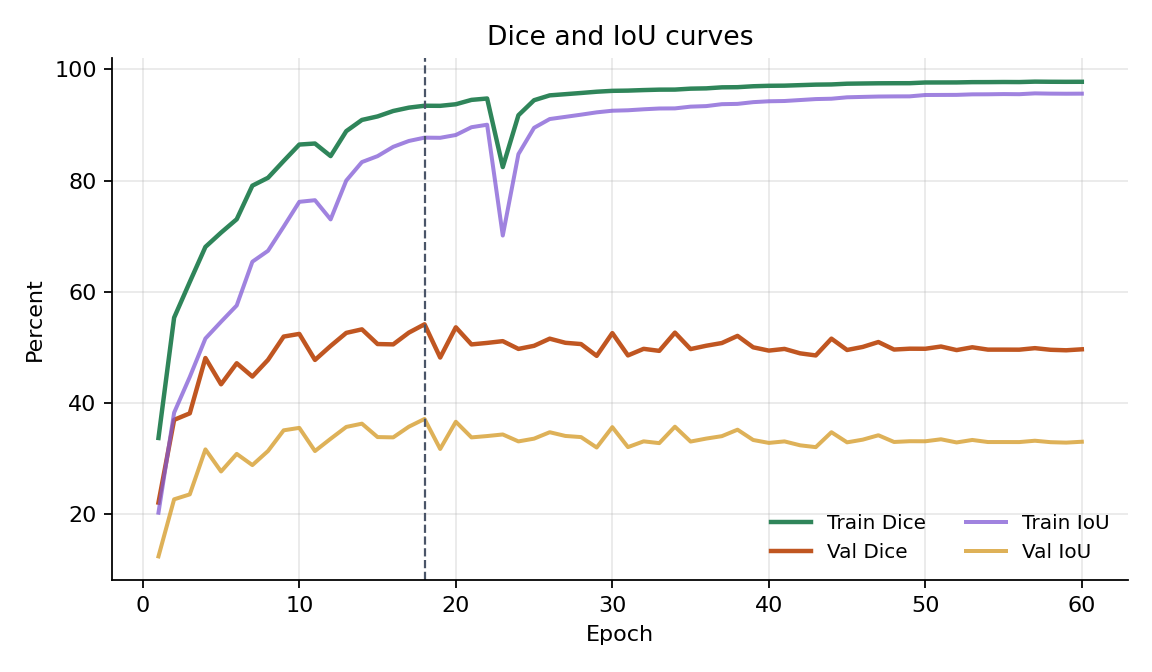 Dice and IoU curves
Percent
100
80
60
40
20
0 10 20 30 40 50 60
Epoch
Train Dice Train IoU
Val Dice Val IoU